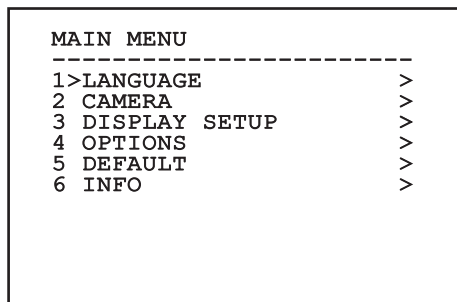 MAIN MENU
------------------------
1>LANGUAGE >
2 CAMERA >
3 DISPLAY SETUP >
4 OPTIONS >
5 DEFAULT >
6 INFO >